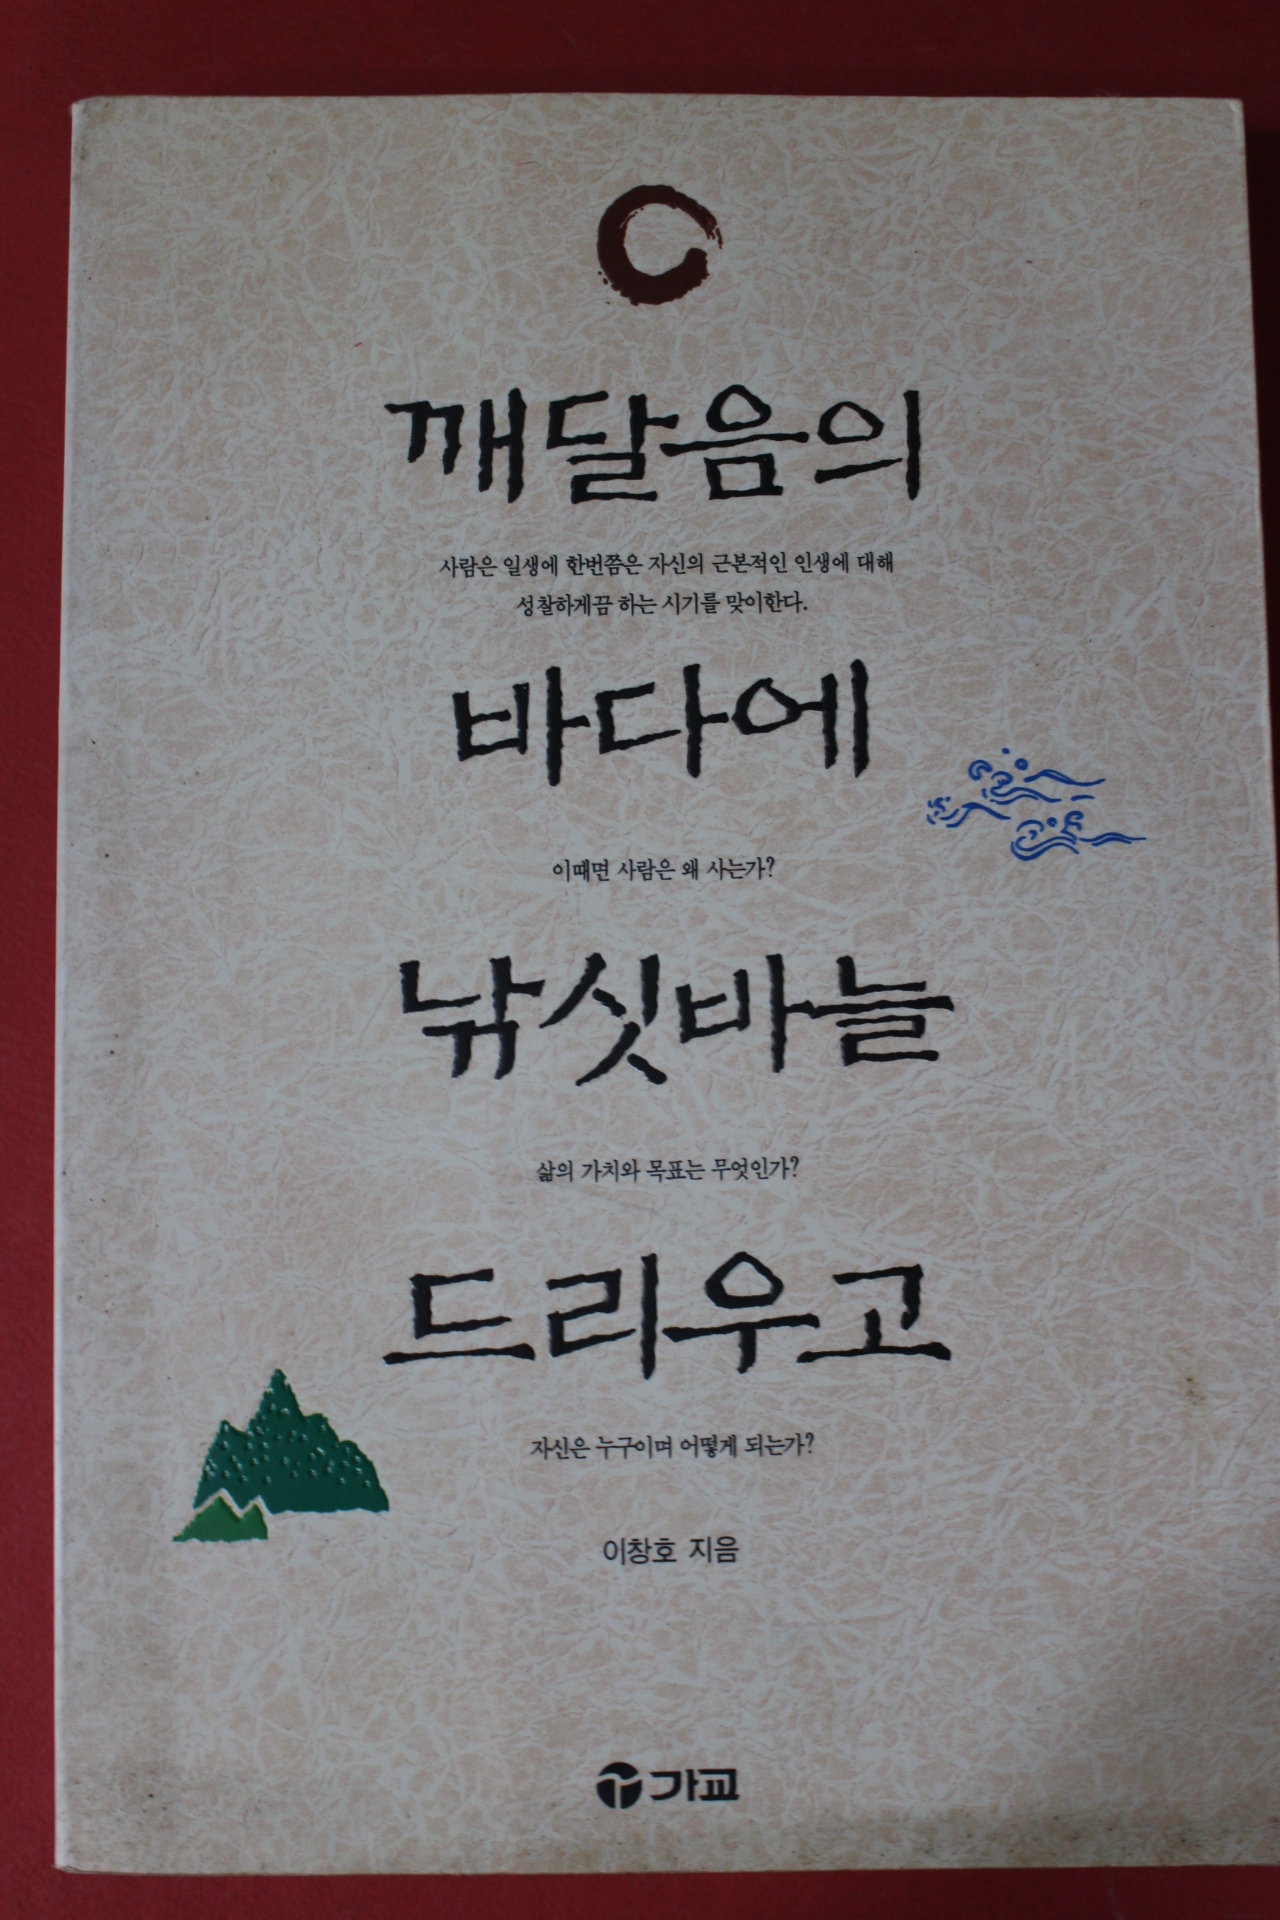 깨달음의
사람은 일생에 한번쯤은 자신의 근본적인 인생에 대해
성찰하게끔 하는 시기를 맞이한다.
바다에
이때면 사람은 왜 사는가?
낚싯바늘
삶의 가치와 목표는 무엇인가?
드리우고
자신은 누구이며 어떻게 되는가?
이창호 지음
가교